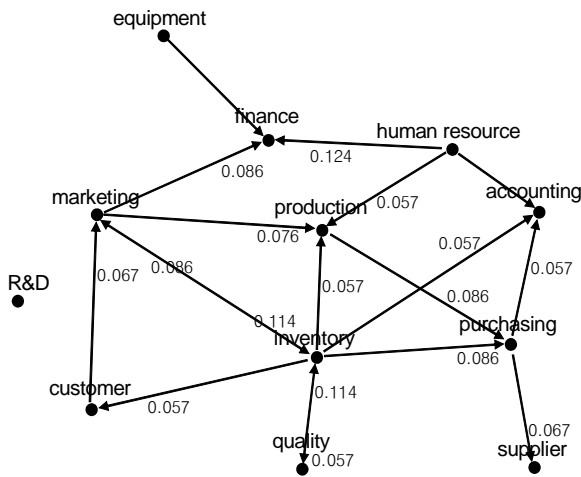 equipment
finance
human resource
0.124
0.086
marketing
production
0.057
accounting
0.076
0.057
R&D
0.067
0.086
0.057
0.057
0.086
0.114
inventory
purchasing
0.086
customer
0.057
0.114
0.067
quality
0.057
supplier